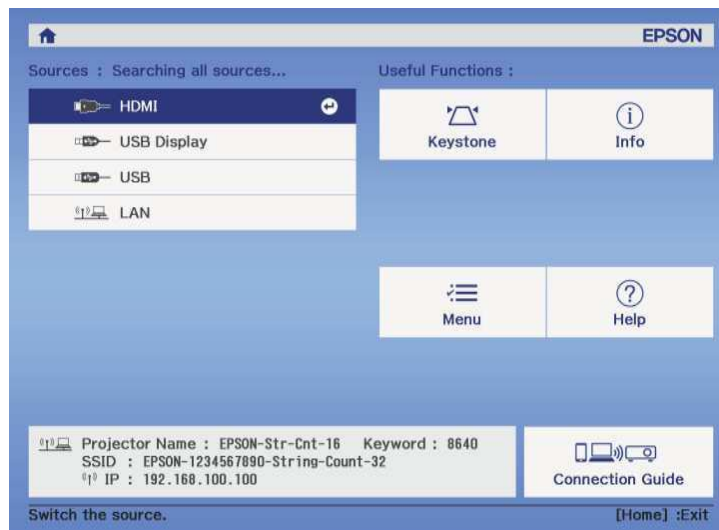 EPSON
Sources : Searching all sources...
HDMI
USB Display
USB
LAN
Useful Functions :
Keystone
Info
Menu
Help
Projector Name : EPSON-Str-Cnt-16 Keyword : 8640
SSID : EPSON-1234567890-String-Count-32
IP : 192.168.100.100
Connection Guide
Switch the source.
[Home] :Exit